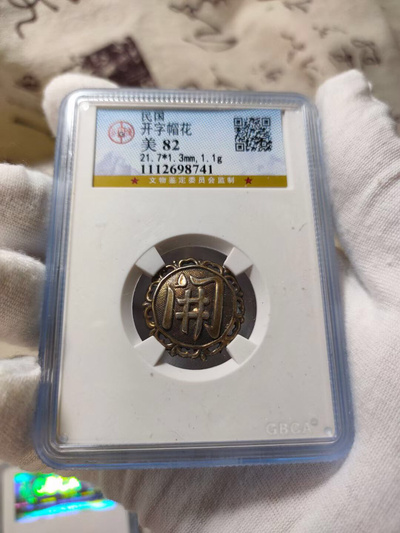 民国
开字帽花
美 82
21.7*1.3mm,1.1g
1112698741
★ 文物鉴定委员会监制 ★
開
GBCA